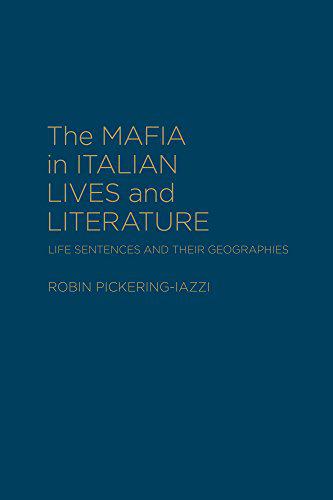 The MAFIA
in ITALIAN
LIVES and
LITERATURE
LIFE SENTENCES AND THEIR GEOGRAPHIES
ROBIN PICKERING-IAZZI